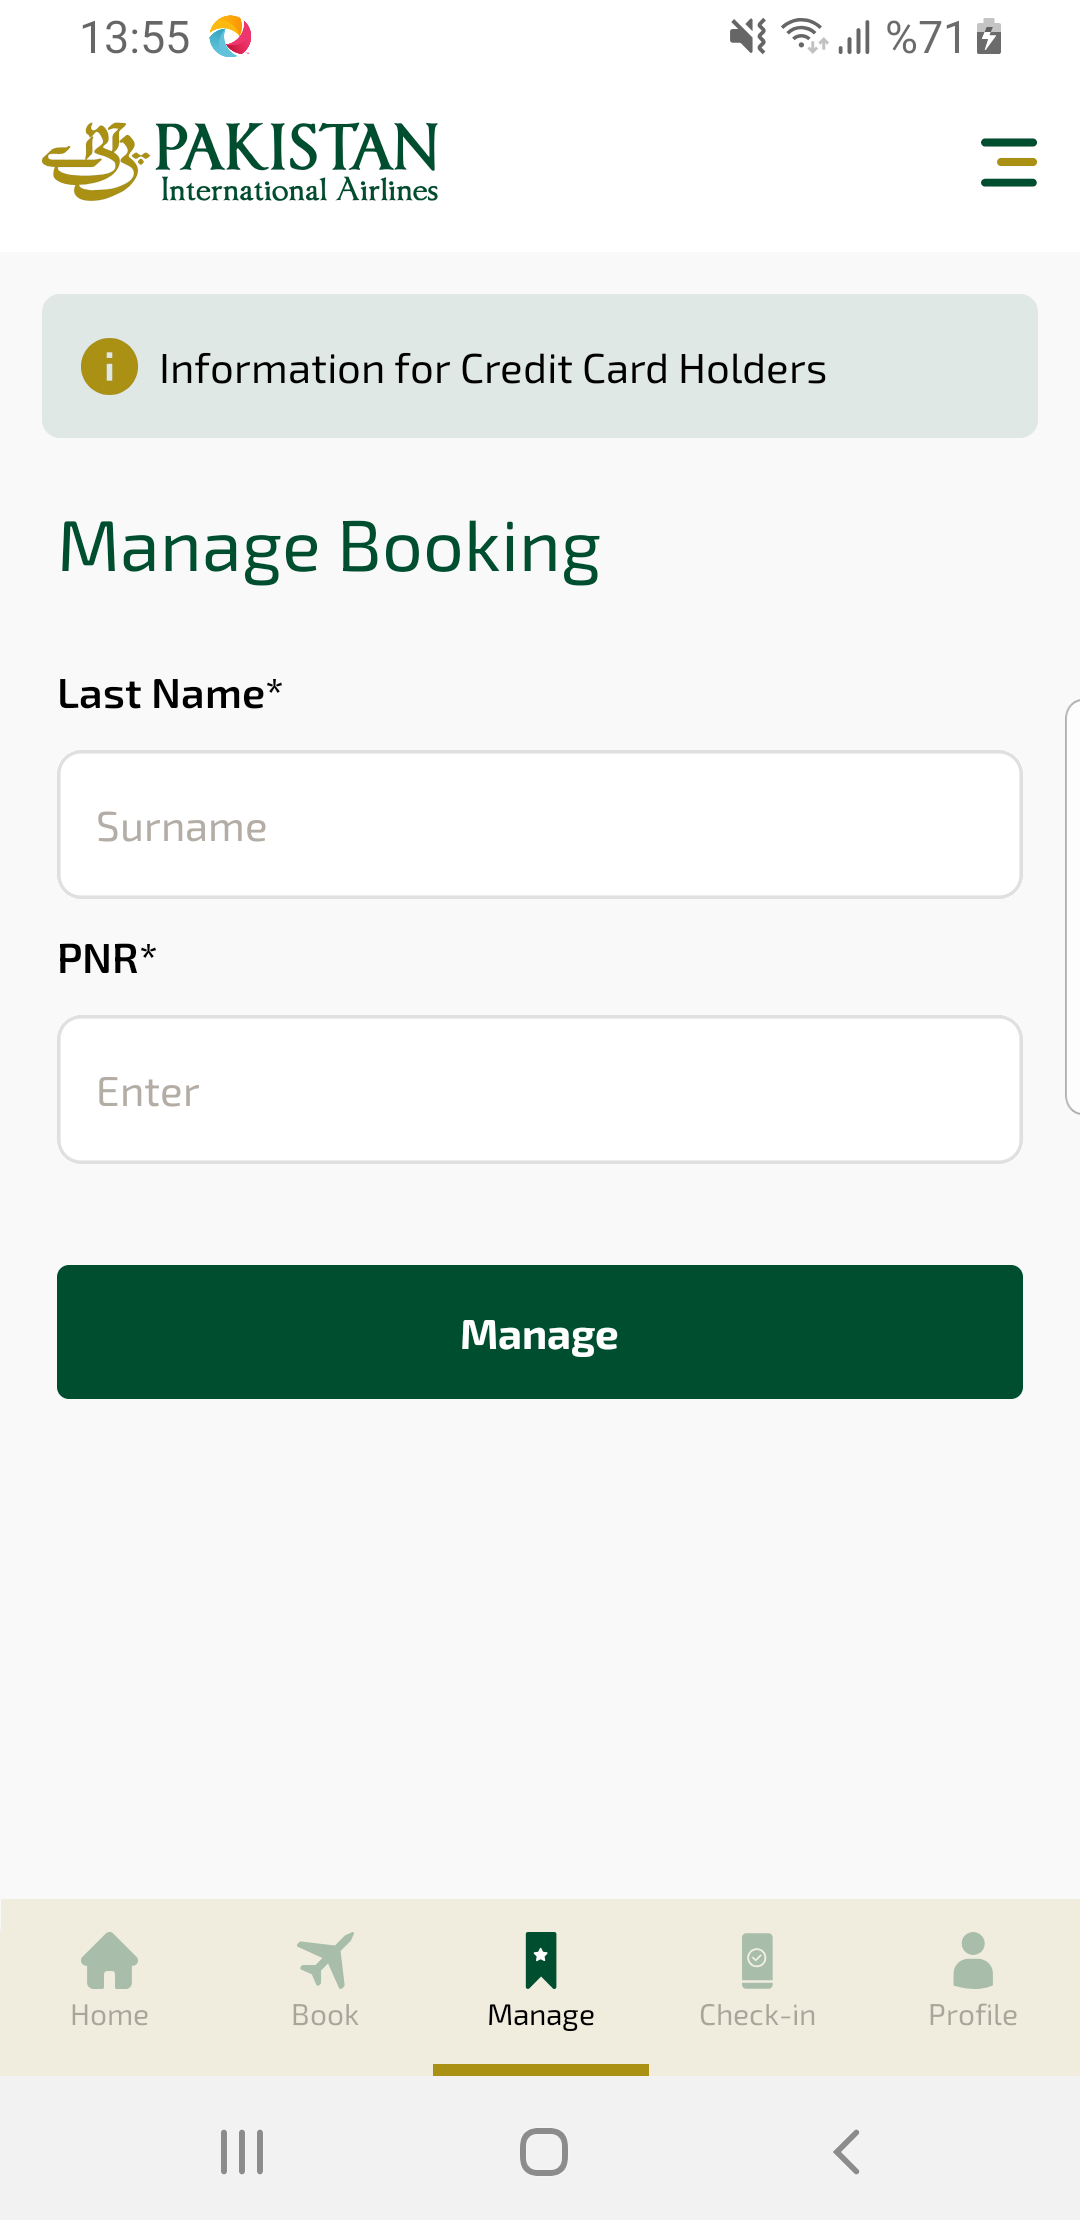 13:55
%71
PAKISTAN
International Airlines
Information for Credit Card Holders
Manage Booking
Last Name*
Surname
PNR*
Enter
Manage
Home
Book
Manage
Check-in
Profile